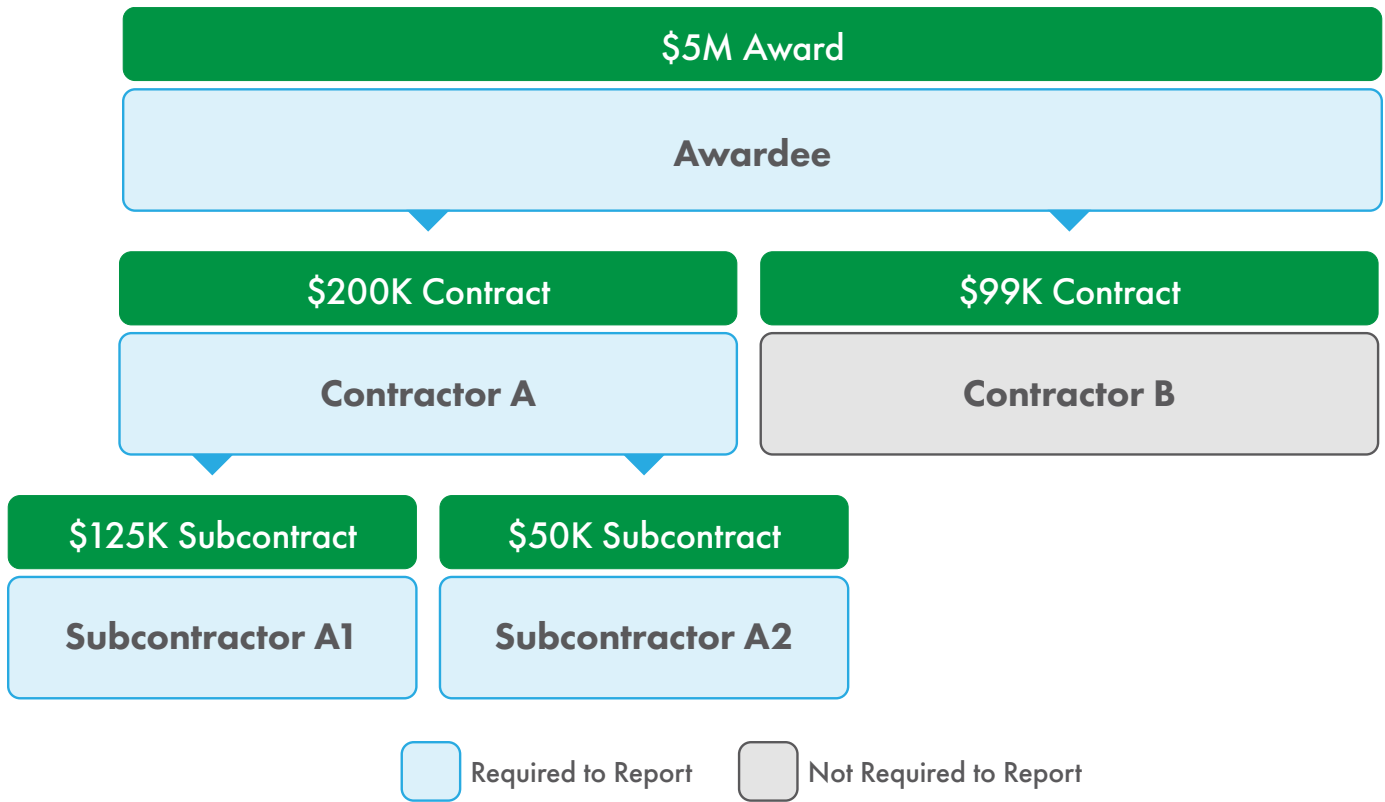 $5M Award
Awardee
$200K Contract
$99K Contract
Contractor A
Contractor B
$125K Subcontract
$50K Subcontract
Subcontractor A1
Subcontractor A2
Required to Report
Not Required to Report